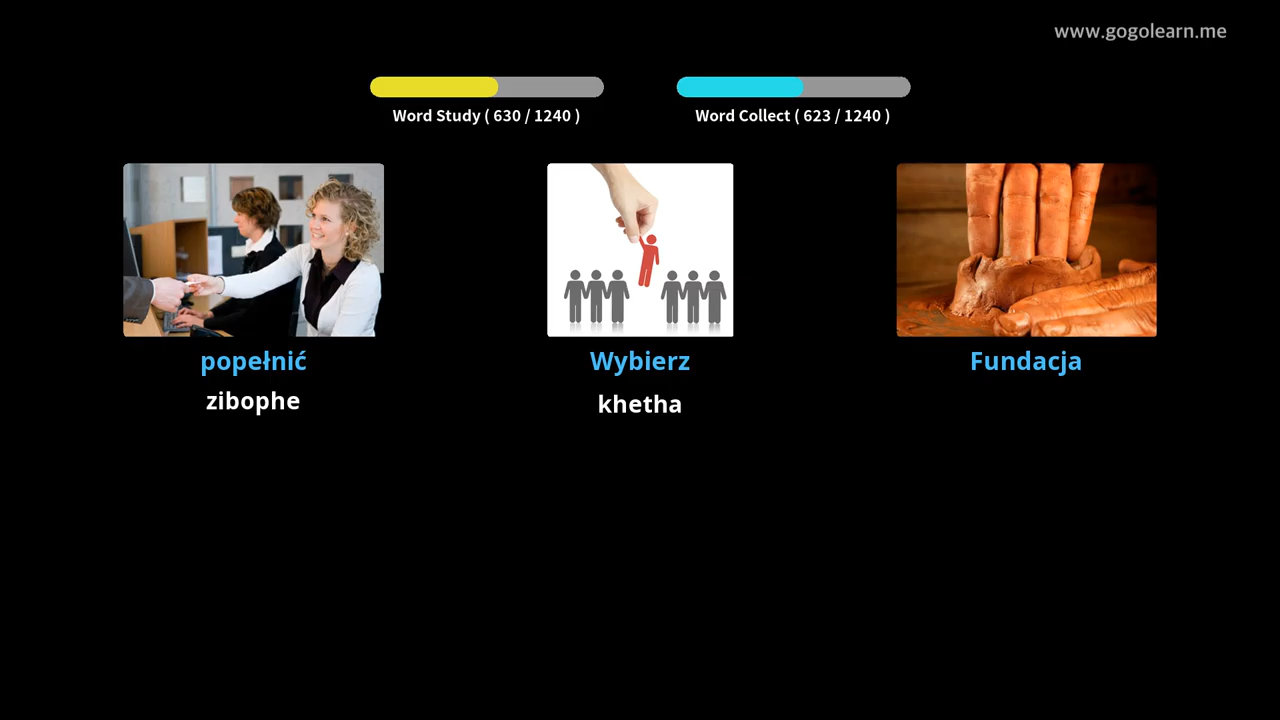 www.gogolearn.me
Word Study ( 630 / 1240 )
Word Collect ( 623 / 1240 )
popełnić
Wybierz
Fundacja
zibophe
khetha